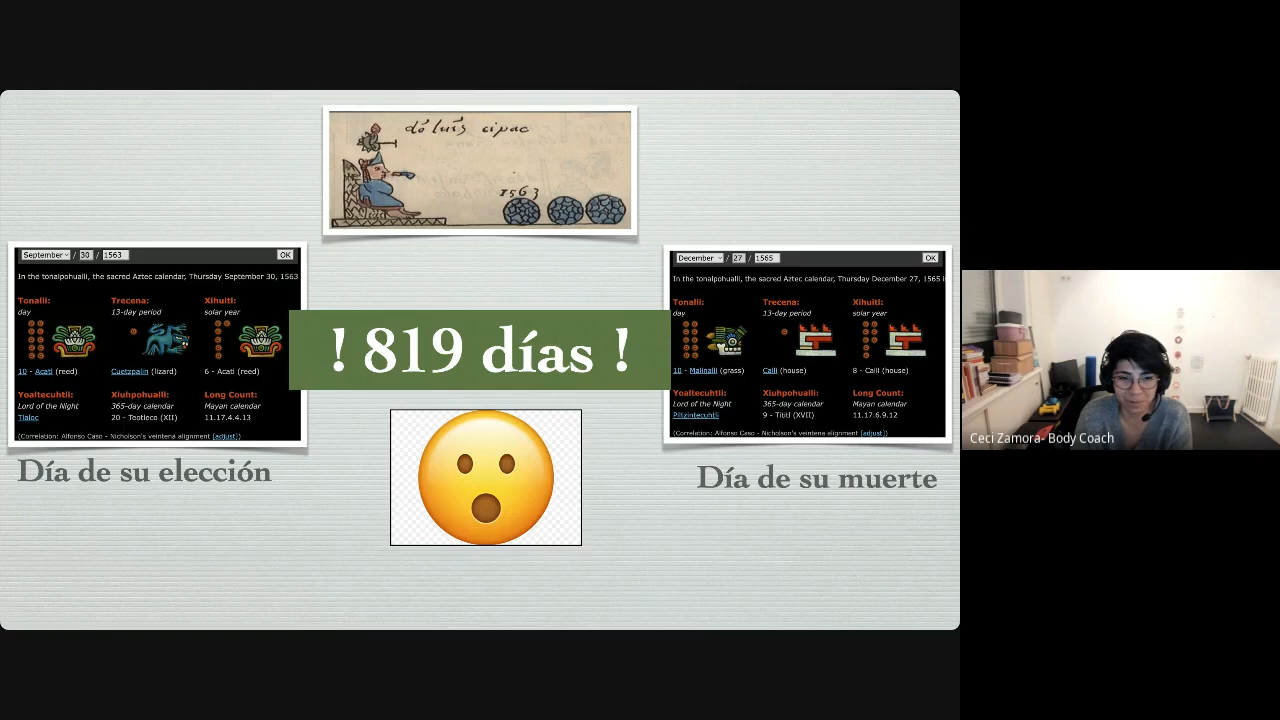 dō luis cipac
1563
September / 30 / 1563 OK
In the tonalpohualli, the sacred Aztec calendar, Thursday September 30, 1563
Tonalli: Trecena: Xihuitl:
day 13-day period solar year
10 - Acatl (reed) Cuetzpalin (lizard) 6 - Acatl (reed)
Yoaltecuhtli: Xiuhpohualli: Long Count:
Lord of the Night 365-day calendar Mayan calendar
Tlaloc 20 - Teotleco (XII) 11.17.4.4.13
(Correlation: Alfonso Caso - Nicholson's veintena alignment [adjust])
Día de su elección
! 819 días !
December / 27 / 1565 OK
In the tonalpohualli, the sacred Aztec calendar, Thursday December 27, 1565 i
Tonalli: Trecena: Xihuitl:
day 13-day period solar year
10 - Malinalli (grass) Calli (house) 8 - Calli (house)
Yoaltecuhtli: Xiuhpohualli: Long Count:
Lord of the Night 365-day calendar Mayan calendar
Piltzintecuhtli 9 - Tititl (XVII) 11.17.6.9.12
(Correlation: Alfonso Caso - Nicholson's veintena alignment [adjust])
Día de su muerte
Ceci Zamora- Body Coach